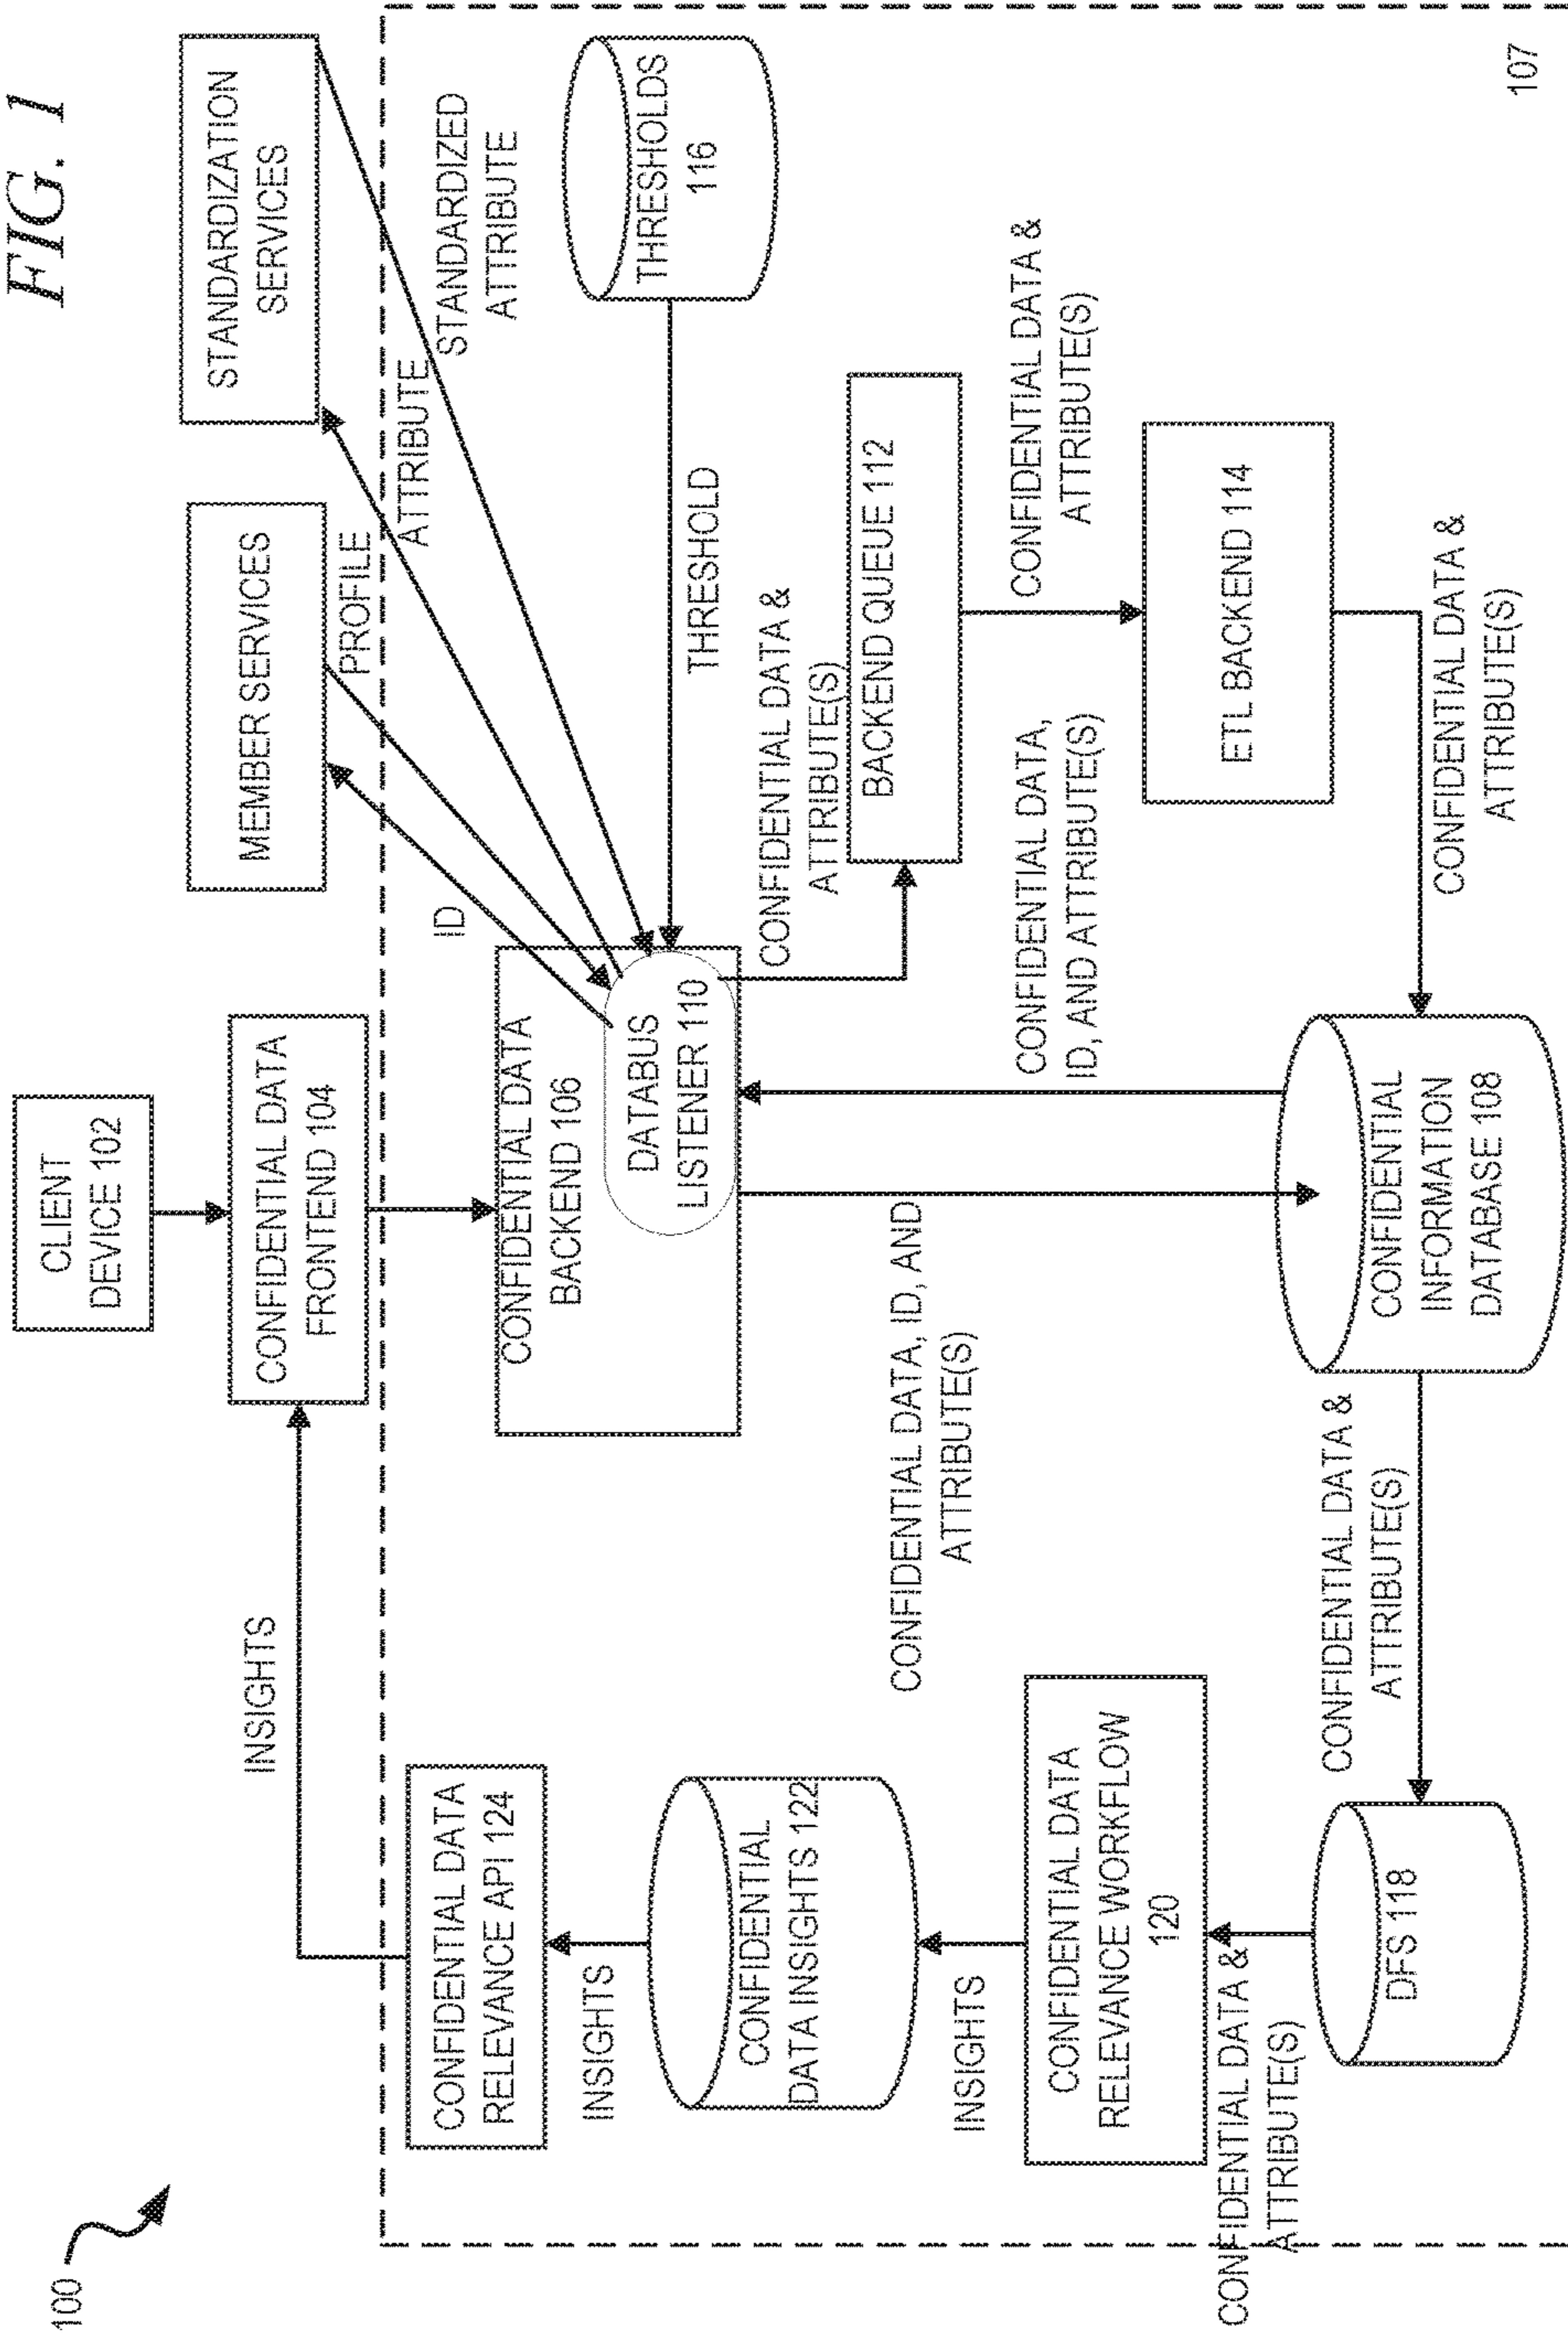 FIG. 1
100
CLIENT
DEVICE 102
INSIGHTS
CONFIDENTIAL DATA
FRONTEND 104
MEMBER SERVICES
STANDARDIZATION
SERVICES
ID
PROFILE
ATTRIBUTE
STANDARDIZED
ATTRIBUTE
CONFIDENTIAL DATA
RELEVANCE API 124
CONFIDENTIAL DATA
BACKEND 106
DATABUS
LISTENER 110
THRESHOLD
THRESHOLDS
116
INSIGHTS
CONFIDENTIAL
DATA INSIGHTS 122
CONFIDENTIAL DATA &
ATTRIBUTE(S)
BACKEND QUEUE 112
CONFIDENTIAL DATA, ID, AND
ATTRIBUTE(S)
INSIGHTS
CONFIDENTIAL DATA,
ID, AND ATTRIBUTE(S)
CONFIDENTIAL DATA &
ATTRIBUTE(S)
CONFIDENTIAL DATA
RELEVANCE WORKFLOW
120
ETL BACKEND 114
CONFIDENTIAL DATA &
ATTRIBUTE(S)
CONFIDENTIAL DATA &
ATTRIBUTE(S)
CONFIDENTIAL DATA &
ATTRIBUTE(S)
DFS 118
CONFIDENTIAL
INFORMATION
DATABASE 108
107